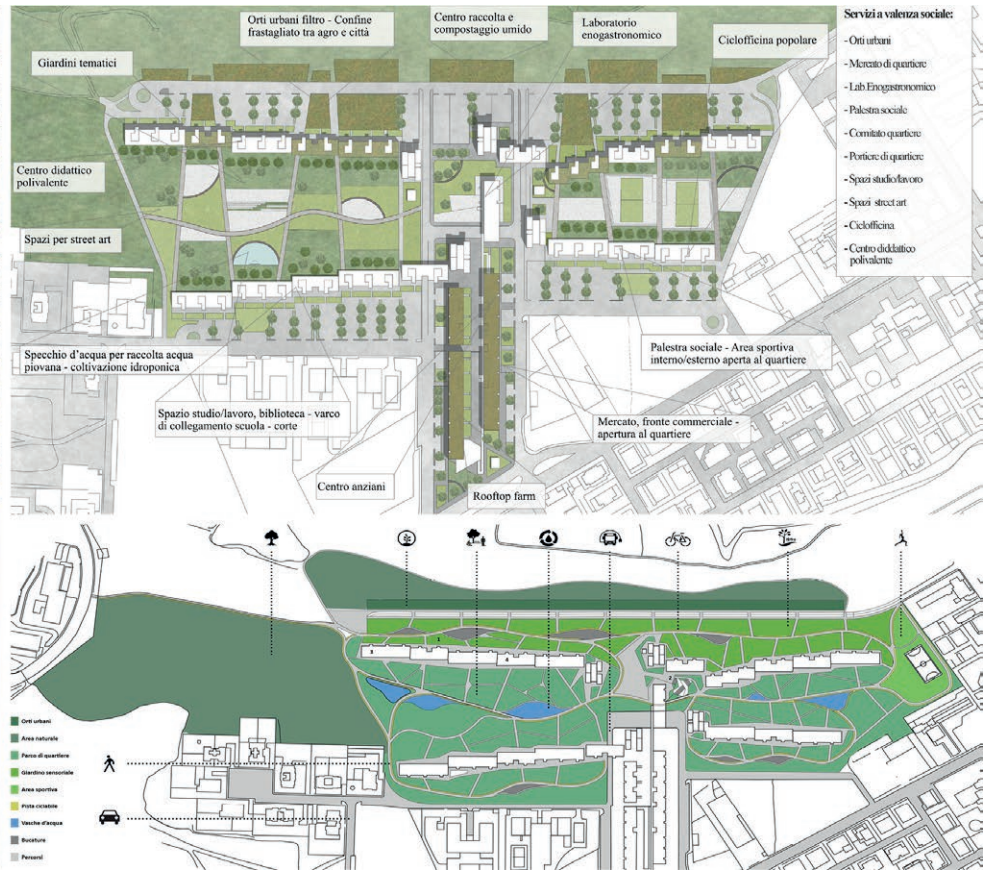 Orti urbani filtro - Confine
frastagliato tra agro e città
Centro raccolta e
compostaggio umido
Laboratorio
enogastronomico
Ciclofficina popolare
Giardini tematici
Centro didattico
polivalente
Spazi per street art
Specchio d'acqua per raccolta acqua
piovana - coltivazione idroponica
Spazio studio/lavoro, biblioteca - varco
di collegamento scuola - corte
Centro anziani
Rooftop farm
Mercato, fronte commerciale -
apertura al quartiere
Palestra sociale - Area sportiva
interno/esterno aperta al quartiere
Servizi a valenza sociale:
- Orti urbani
- Mercato di quartiere
- Lab.Enogastronomico
- Palestra sociale
- Comitato quartiere
- Portiere di quartiere
- Spazi studio/lavoro
- Spazi street art
- Ciclofficina
- Centro diddattico
polivalente
Orti urbani
Area naturale
Parco di quartiere
Giardino sensoriale
Area sportiva
Pista ciclabile
Vasche d'acqua
Bucature
Percorsi